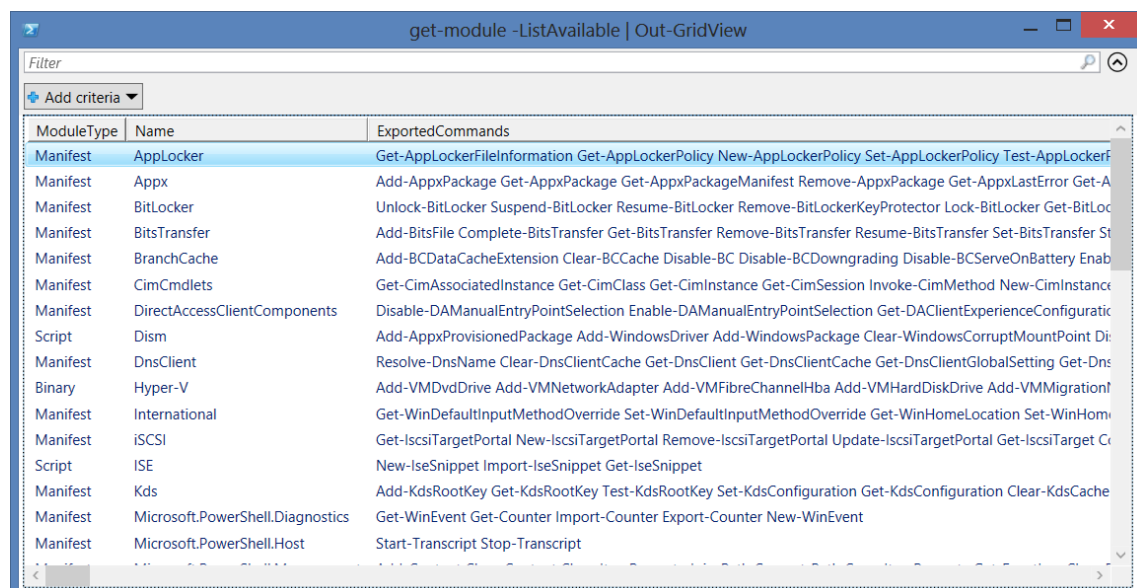 get-module -ListAvailable | Out-GridView
Filter
Add criteria
ModuleType Name ExportedCommands
Manifest AppLocker Get-AppLockerFileInformation Get-AppLockerPolicy New-AppLockerPolicy Set-AppLockerPolicy
Manifest Appx Add-AppxPackage Get-AppxPackage Get-AppxPackageManifest Remove-AppxPackage Get-AppxLastError
Manifest BitLocker Unlock-BitLocker Suspend-BitLocker Resume-BitLocker Remove-BitLockerKeyProtector Lock-BitLocker
Manifest BitsTransfer Add-BitsFile Complete-BitsTransfer Get-BitsTransfer Remove-BitsTransfer Resume-BitsTransfer Set-BitsTransfer
Manifest BranchCache Add-BCDataCacheExtension Clear-BCCache Disable-BC Disable-BCDowngrading Disable-BCServeOnBattery
Manifest CimCmdlets Get-CimAssociatedInstance Get-CimClass Get-CimInstance Get-CimSession Invoke-CimMethod New-CimInstance
Manifest DirectAccessClientComponents Disable-DAManualEntryPointSelection Enable-DAManualEntryPointSelection
Script Dism Add-AppxProvisionedPackage Add-WindowsDriver Add-WindowsPackage Clear-WindowsCorruptMountPoint
Manifest DnsClient Resolve-DnsName Clear-DnsClientCache Get-DnsClient Get-DnsClientCache Get-DnsClientGlobalSetting
Binary Hyper-V Add-VMDvdDrive Add-VMNetworkAdapter Add-VMFibreChannelHba Add-VMHardDiskDrive
Manifest International Get-WinDefaultInputMethodOverride Set-WinDefaultInputMethodOverride Get-WinHomeLocation
Manifest iSCSI Get-IscsiTargetPortal New-IscsiTargetPortal Remove-IscsiTargetPortal Update-IscsiTargetPortal Get-IscsiTarget
Script ISE New-IseSnippet Import-IseSnippet Get-IseSnippet
Manifest Kds Add-KdsRootKey Get-KdsRootKey Test-KdsRootKey Set-KdsConfiguration Get-KdsConfiguration Clear-KdsCache
Manifest Microsoft.PowerShell.Diagnostics Get-WinEvent Get-Counter Import-Counter Export-Counter New-WinEvent
Manifest Microsoft.PowerShell.Host Start-Transcript Stop-Transcript